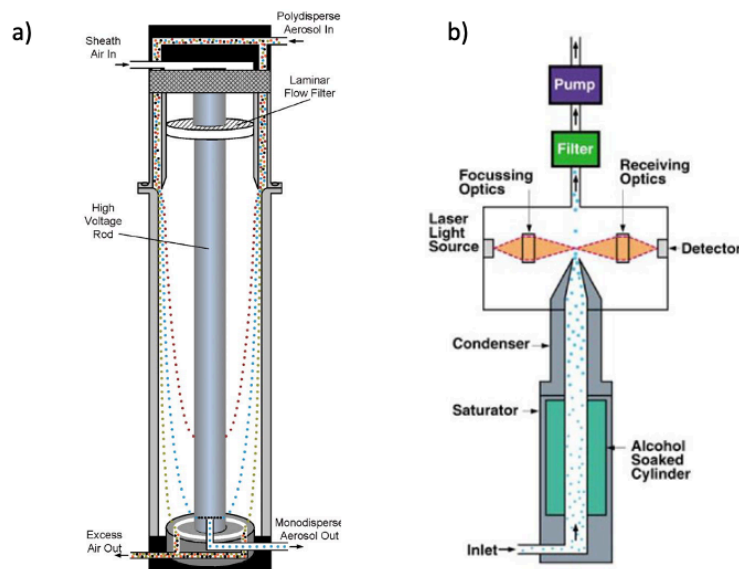 a)
Polydisperse
Aerosol In
Sheath
Air In
Laminar
Flow Filter
High
Voltage
Rod
Excess
Air Out
Monodisperse
Aerosol Out
b)
Pump
Filter
Focussing
Optics
Receiving
Optics
Laser
Light
Source
Detector
Condenser
Saturator
Alcohol
Soaked
Cylinder
Inlet